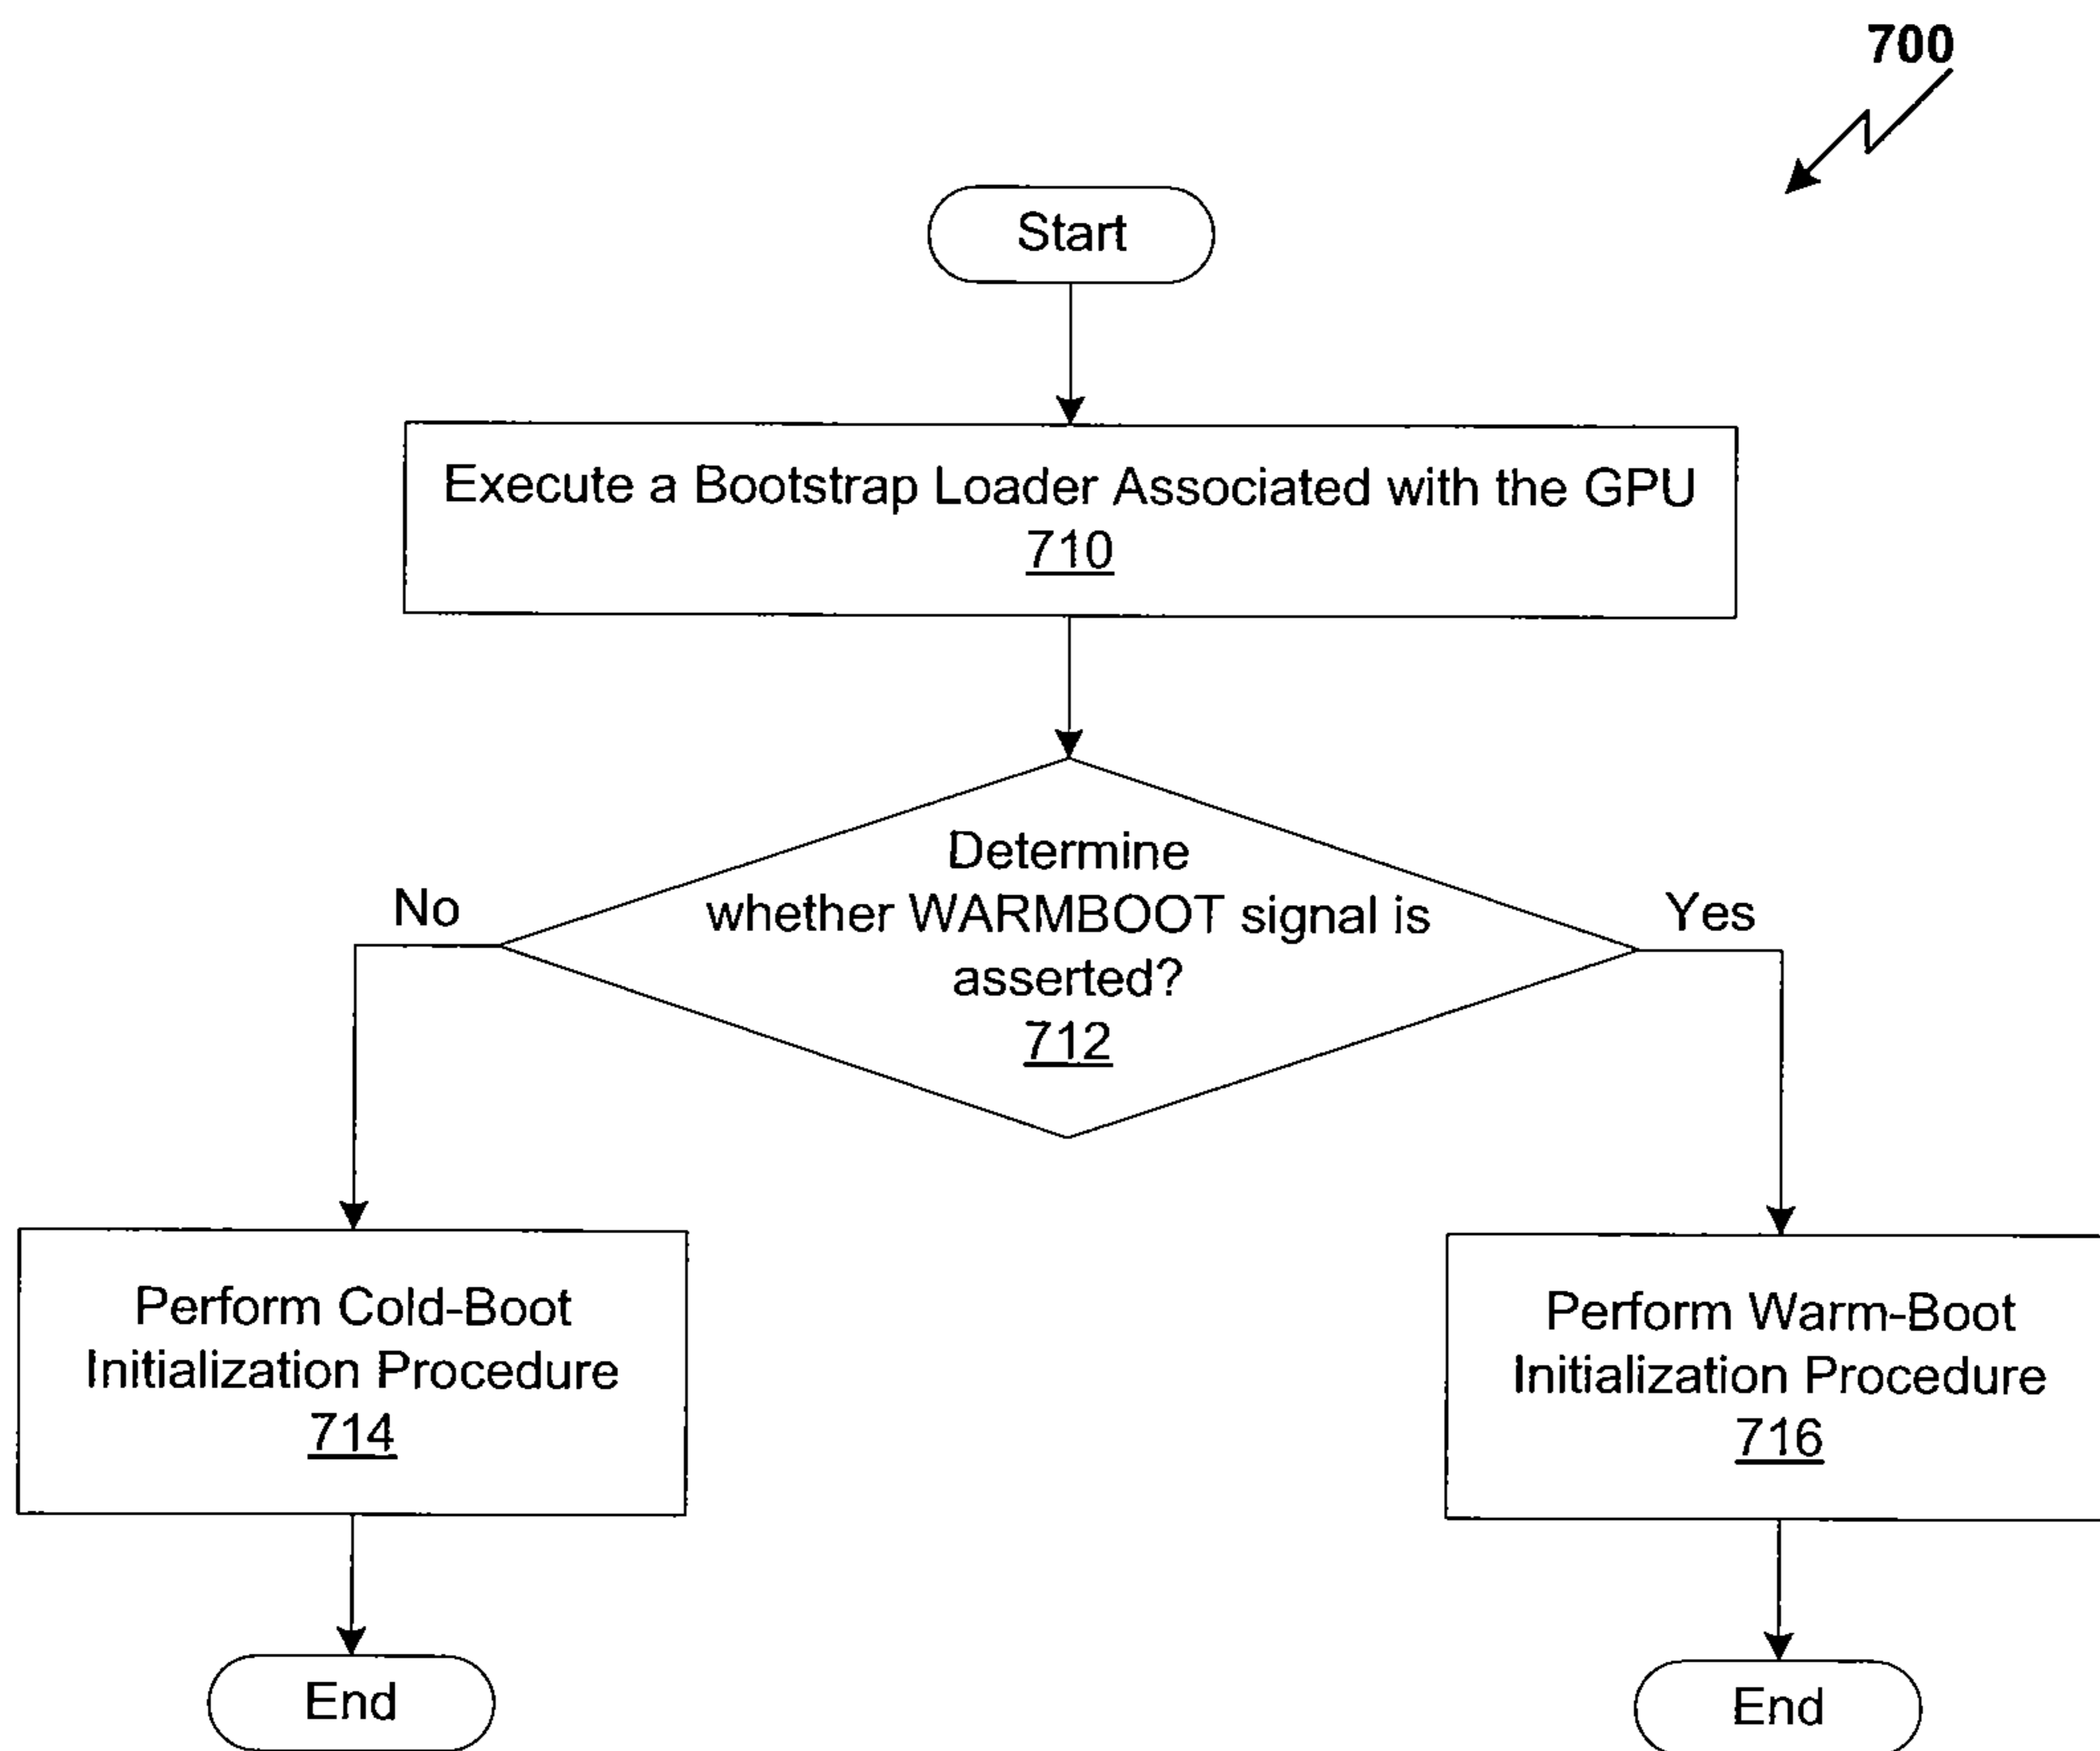 700
Start
Execute a Bootstrap Loader Associated with the GPU
710
Determine
whether WARMBOOT signal is
asserted?
712
No
Yes
Perform Cold-Boot
Initialization Procedure
714
Perform Warm-Boot
Initialization Procedure
716
End
End